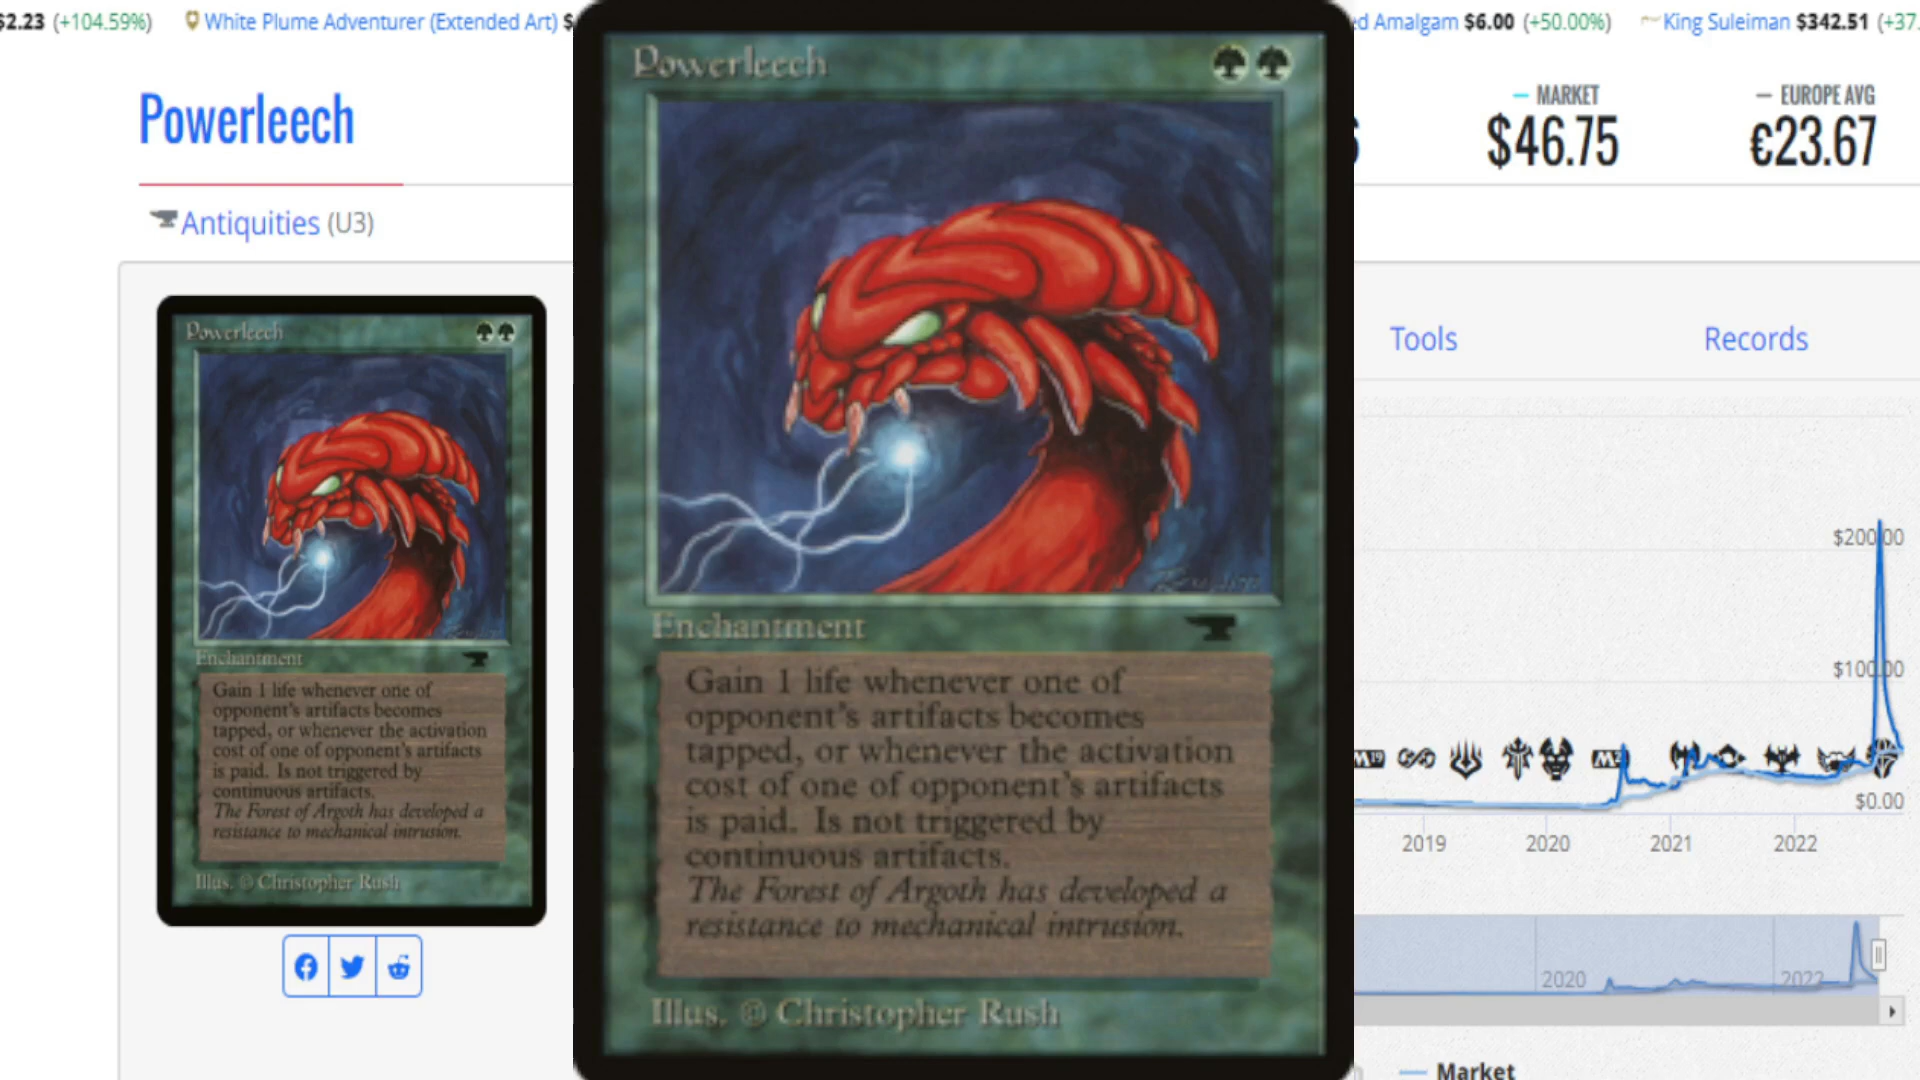 $2.23 (+104.59%) White Plume Adventurer (Extended Art) $
Amalgam $6.00 (+50.00%) King Suleiman $342.51 (+37.
Powerleech
MARKET
$46.75
EUROPE AVG
€23.67
Antiquities (U3)
Tools
Records
Powerleech
Enchantment
Gain 1 life whenever one of
opponent's artifacts becomes
tapped, or whenever the activation
cost of one of opponent's artifacts
is paid. Is not triggered by
continuous artifacts.
The Forest of Argoth has developed a
resistance to mechanical intrusion.
Illus. © Christopher Rush
Powerleech
Enchantment
Gain 1 life whenever one of
opponent's artifacts becomes
tapped, or whenever the activation
cost of one of opponent's artifacts
is paid. Is not triggered by
continuous artifacts.
The Forest of Argoth has developed a
resistance to mechanical intrusion.
Illus. © Christopher Rush
$200.00
$100.00
$0.00
2019 2020 2021 2022
2020 2022
Market